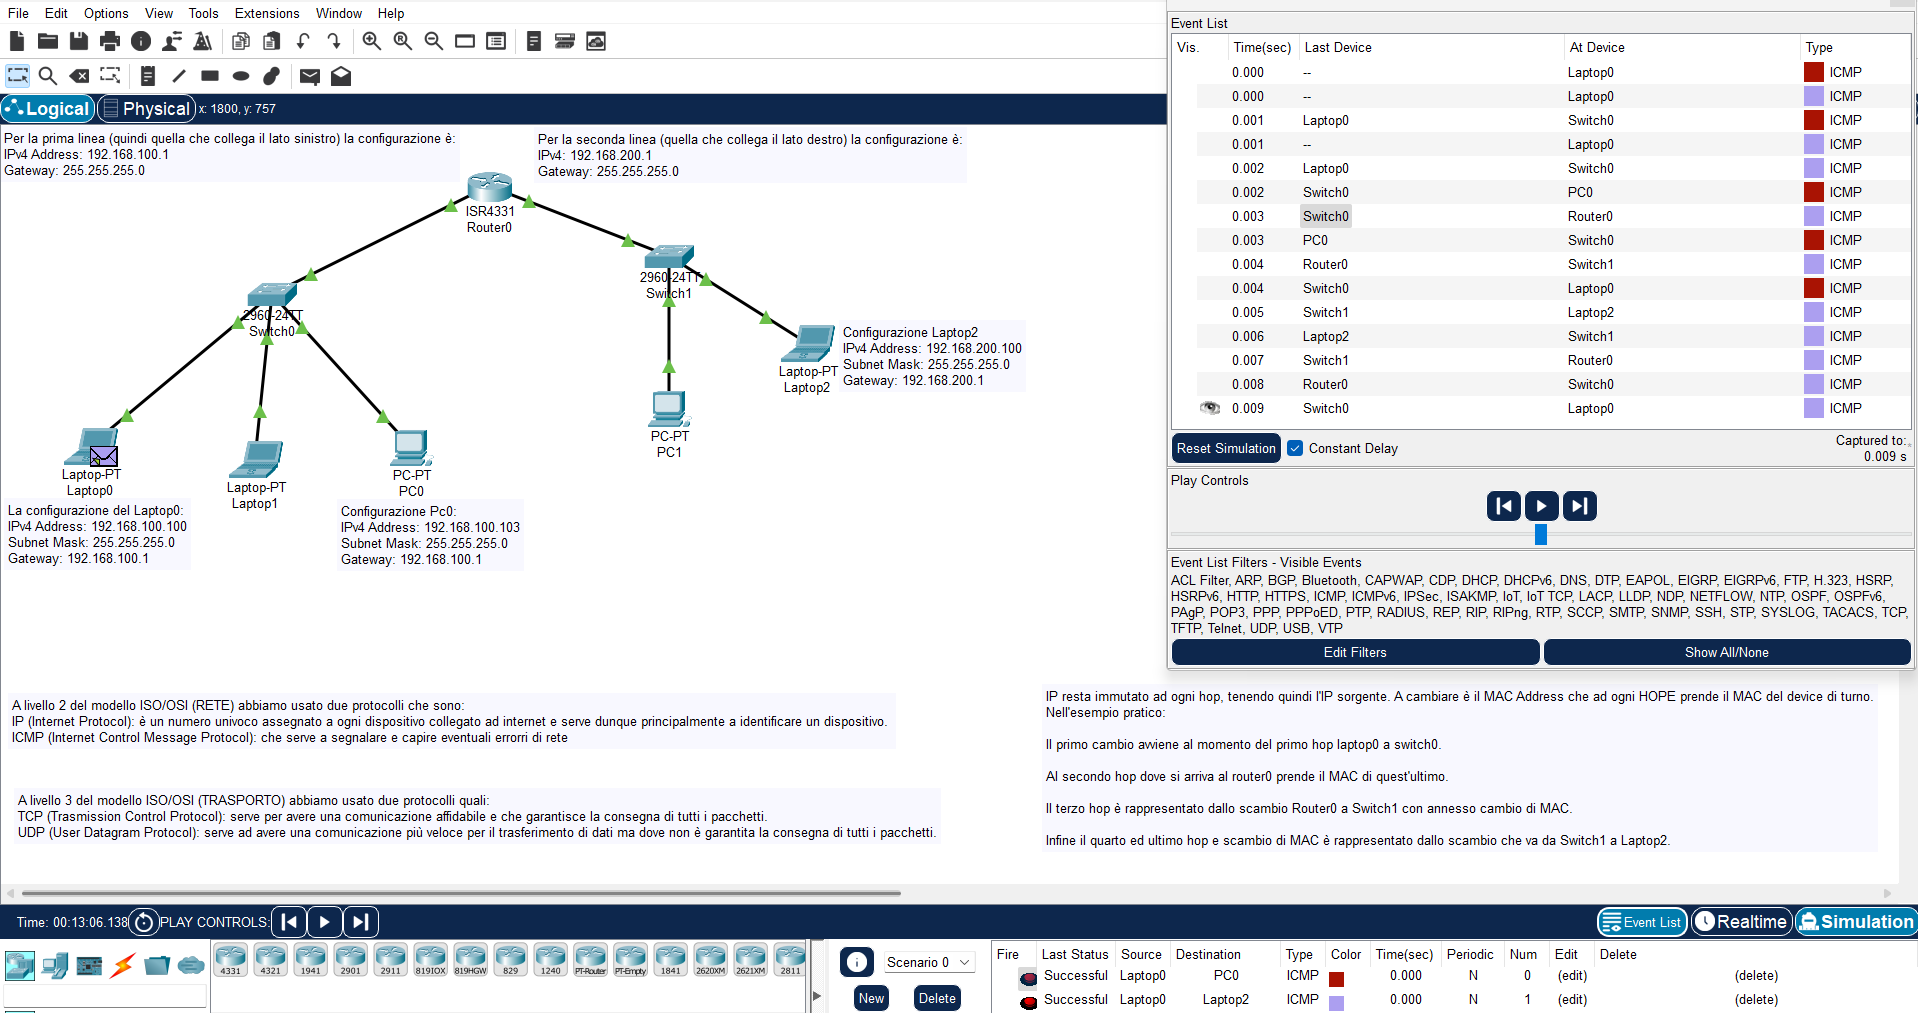 File Edit Options View Tools Extensions Window Help
Logical Physical x: 1800, y: 757
Per la prima linea (quindi quella che collega il lato sinistro) la configurazione è:
IPv4 Address: 192.168.100.1
Gateway: 255.255.255.0
Per la seconda linea (quella che collega il lato destro) la configurazione è:
IPv4: 192.168.200.1
Gateway: 255.255.255.0
ISR4331
Router0
2960-24TT
Switch1
2960-24TT
Switch0
Configurazione Laptop2
IPv4 Address: 192.168.200.100
Subnet Mask: 255.255.255.0
Gateway: 192.168.200.1
Laptop-PT
Laptop2
PC-PT
PC1
Laptop-PT
Laptop0
Laptop-PT
Laptop1
PC-PT
PC0
La configurazione del Laptop0:
IPv4 Address: 192.168.100.100
Subnet Mask: 255.255.255.0
Gateway: 192.168.100.1
Configurazione Pc0:
IPv4 Address: 192.168.100.103
Subnet Mask: 255.255.255.0
Gateway: 192.168.100.1
A livello 2 del modello ISO/OSI (RETE) abbiamo usato due protocolli che sono:
IP (Internet Protocol): è un numero univoco assegnato a ogni dispositivo collegato ad internet e serve dunque principalmente a identificare un dispositivo.
ICMP (Internet Control Message Protocol): che serve a segnalare e capire eventuali errorri di rete
A livello 3 del modello ISO/OSI (TRASPORTO) abbiamo usato due protocolli quali:
TCP (Trasmission Control Protocol): serve per avere una comunicazione affidabile e che garantisce la consegna di tutti i pacchetti.
UDP (User Datagram Protocol): serve ad avere una comunicazione più veloce per il trasferimento di dati ma dove non è garantita la consegna di tutti i pacchetti.
IP resta immutato ad ogni hop, tenendo quindi l'IP sorgente. A cambiare è il MAC Address che ad ogni HOPE prende il MAC del device di turno.
Nell'esempio pratico:
Il primo cambio avviene al momento del primo hop laptop0 a switch0.
Al secondo hop dove si arriva al router0 prende il MAC di quest'ultimo.
Il terzo hop è rappresentato dallo scambio Router0 a Switch1 con annesso cambio di MAC.
Infine il quarto ed ultimo hop e scambio di MAC è rappresentato dallo scambio che va da Switch1 a Laptop2.
Event List
Vis. Time(sec) Last Device At Device Type
0.000 -- Laptop0 ICMP
0.000 -- Laptop0 ICMP
0.001 Laptop0 Switch0 ICMP
0.001 -- Laptop0 ICMP
0.002 Laptop0 Switch0 ICMP
0.002 Switch0 PC0 ICMP
0.003 Switch0 Router0 ICMP
0.003 PC0 Switch0 ICMP
0.004 Router0 Switch1 ICMP
0.004 Switch0 Laptop0 ICMP
0.005 Switch1 Laptop2 ICMP
0.006 Laptop2 Switch1 ICMP
0.007 Switch1 Router0 ICMP
0.008 Router0 Switch0 ICMP
0.009 Switch0 Laptop0 ICMP
Reset Simulation Constant Delay
Captured to:
0.009 s
Play Controls
Event List Filters - Visible Events
ACL Filter, ARP, BGP, Bluetooth, CAPWAP, CDP, DHCP, DHCPv6, DNS, DTP, EAPOL, EIGRP, EIGRPv6, FTP, H.323, HSRP,
HSRPv6, HTTP, HTTPS, ICMP, ICMPv6, IPSec, ISAKMP, IoT, IoT TCP, LACP, LLDP, NDP, NETFLOW, NTP, OSPF, OSPFv6,
PAgP, POP3, PPP, PPPoED, PTP, RADIUS, REP, RIP, RIPng, RTP, SCCP, SMTP, SNMP, SSH, STP, SYSLOG, TACACS, TCP,
TFTP, Telnet, UDP, USB, VTP
Edit Filters Show All/None
Time: 00:13:06.138 PLAY CONTROLS:
Event List Realtime Simulation
4331 4321 1941 2901 2911 819IOX 819HGW 829 1240 PT-Router PT-Empty 1841 2620XM 2621XM 2811
Scenario 0
New Delete
Fire Last Status Source Destination Type Color Time(sec) Periodic Num Edit Delete
Successful Laptop0 PC0 ICMP 0.000 N 0 (edit) (delete)
Successful Laptop0 Laptop2 ICMP 0.000 N 1 (edit) (delete)